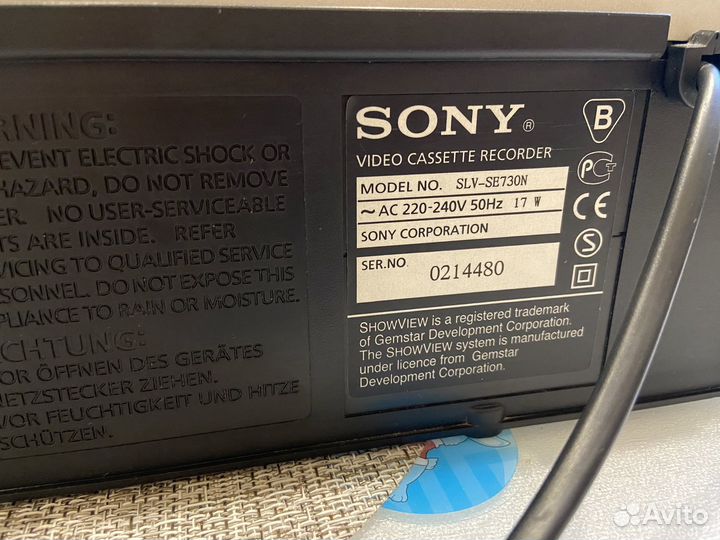 RNING:
EVENT ELECTRIC SHOCK, OR
HAZARD, DO NOT REMOVE
ER. NO USER-SERVICEABLE
TS ARE INSIDE. REFER
VICING TO QUALIFIED SERVICE
SONNEL. DO NOT EXPOSE THIS
PLIANCE TO RAIN OR MOISTURE.
CHTUNG:
OR ÖFFNEN DES GERÄTES
NETZSTECKER ZIEHEN.
VOR FEUCHTIGKEIT UND HITZE
SCHÜTZEN.
SONY®
VIDEO CASSETTE RECORDER
MODEL NO. SLV-SE730N
~ AC 220-240V 50Hz 17 W
SONY CORPORATION
SER.NO 0214480
SHOWVIEW is a registered trademark
of Gemstar Development Corporation.
The SHOWVIEW system is manufactured
under licence from Gemstar
Development Corporation.
B
CE
S
Avito